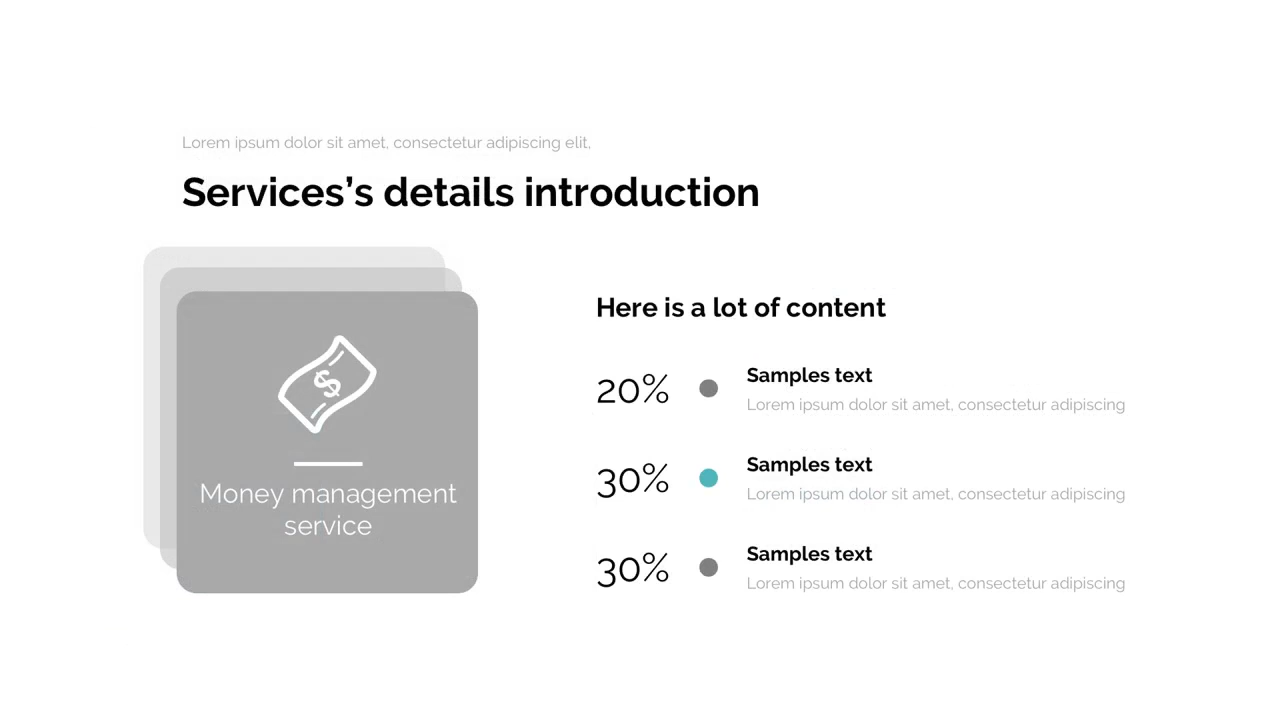 Lorem ipsum dolor sit amet, consectetur adipiscing elit,
Services’s details introduction
$
Money management
service
Here is a lot of content
20%
Samples text
Lorem ipsum dolor sit amet, consectetur adipiscing
30%
Samples text
Lorem ipsum dolor sit amet, consectetur adipiscing
30%
Samples text
Lorem ipsum dolor sit amet, consectetur adipiscing